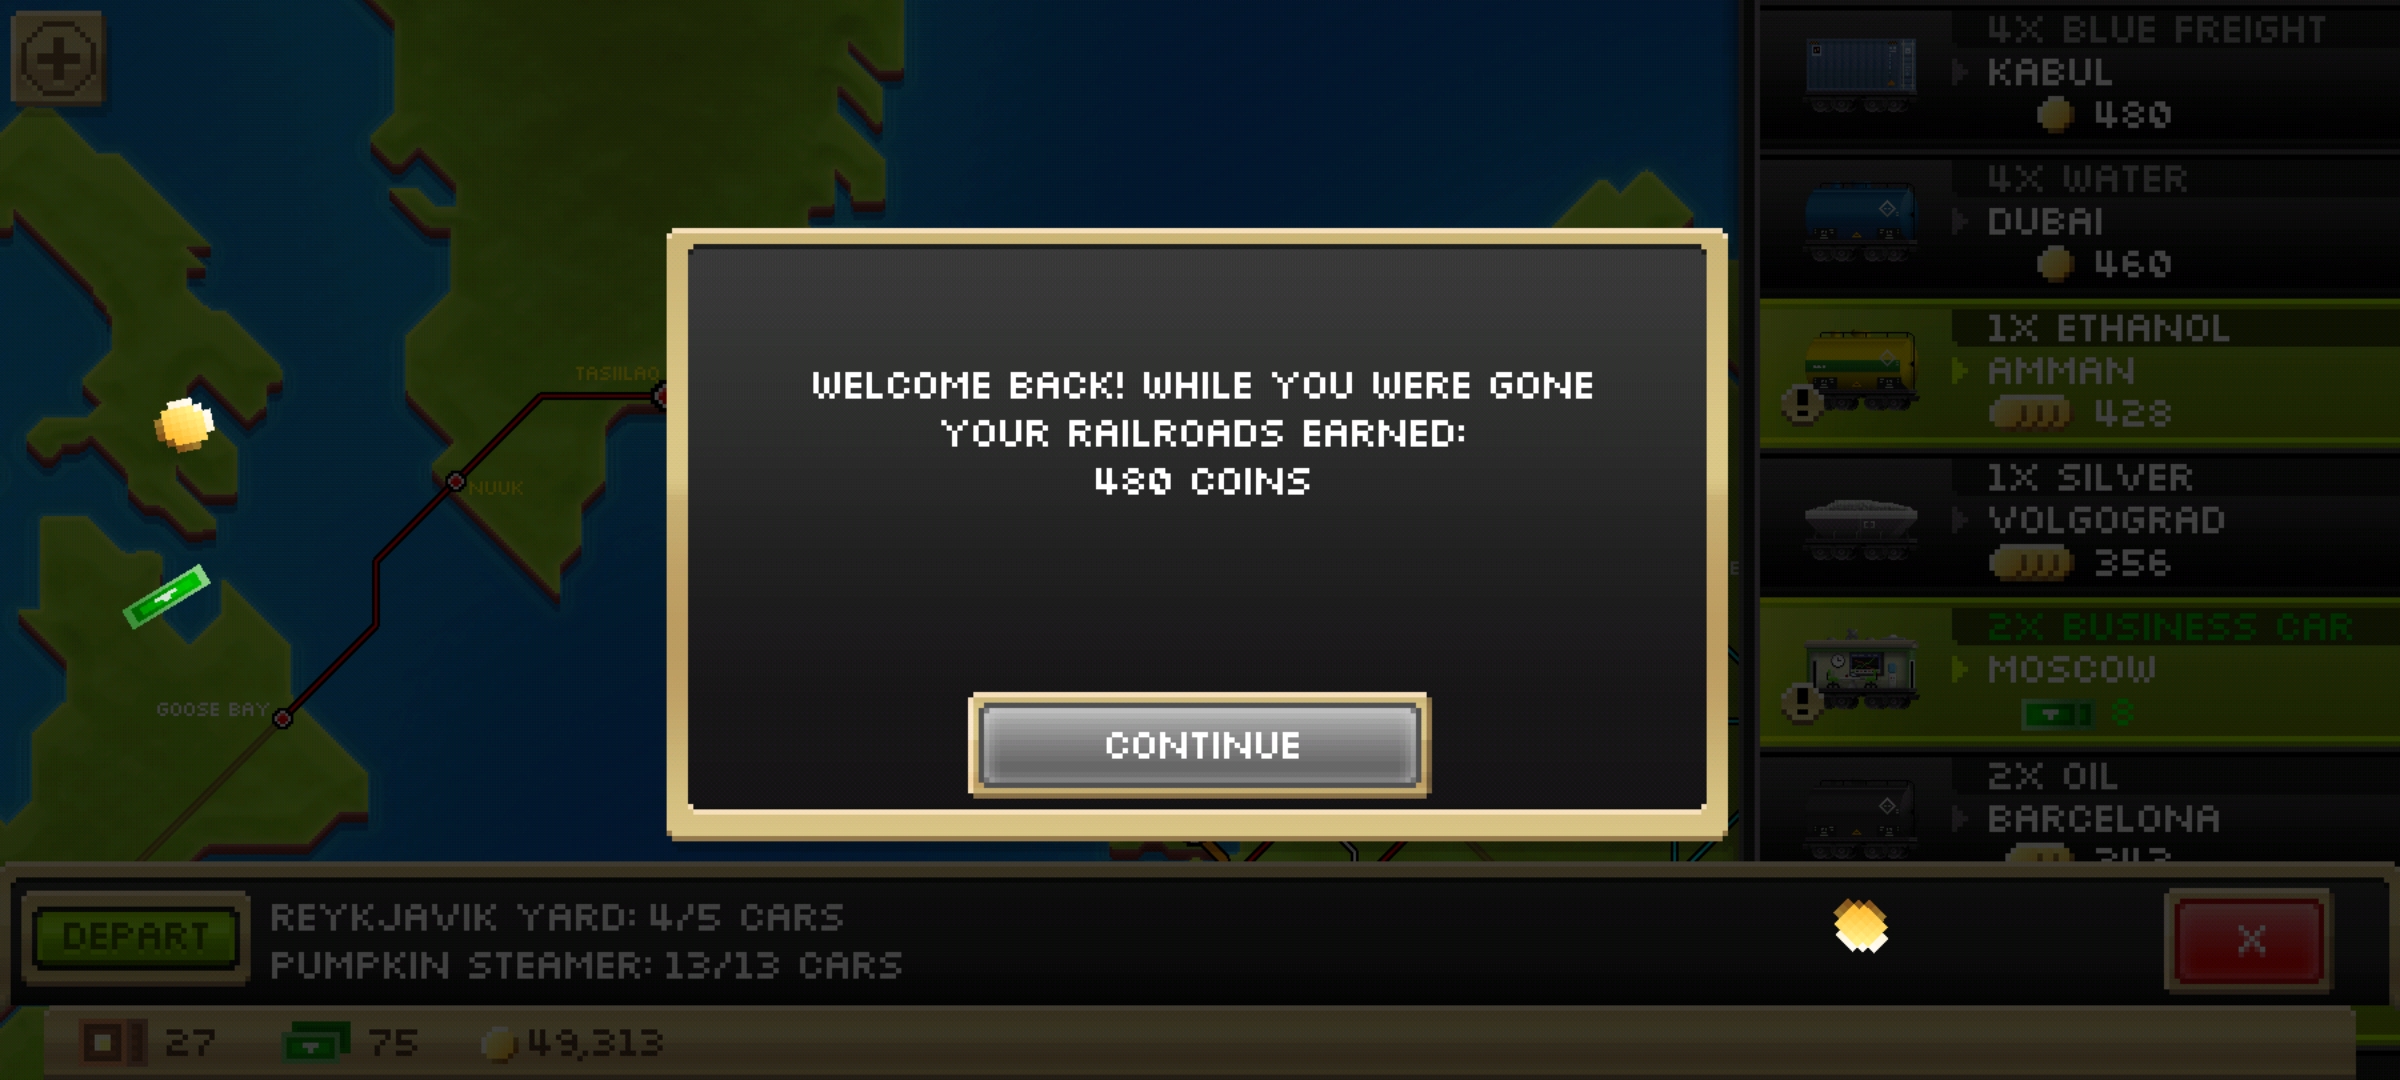 4X BLUE FREIGHT
KABUL
480
4X WATER
DUBAI
460
1X ETHANOL
AMMAN
428
1X SILVER
VOLGOGRAD
356
2X BUSINESS CAR
MOSCOW
8
2X OIL
BARCELONA
TASIILAQ
NUUK
GOOSE BAY
WELCOME BACK! WHILE YOU WERE GONE
YOUR RAILROADS EARNED:
480 COINS
CONTINUE
DEPART
REYKJAVIK YARD: 4/5 CARS
PUMPKIN STEAMER: 13/13 CARS
X
27
75
49,313